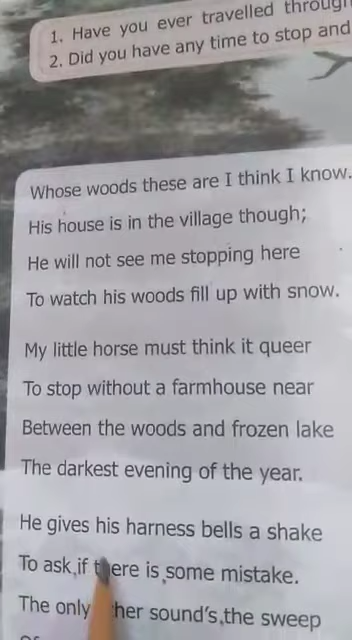 1. Have you ever travelled through
2. Did you have any time to stop and
Whose woods these are I think I know.
His house is in the village though;
He will not see me stopping here
To watch his woods fill up with snow.
My little horse must think it queer
To stop without a farmhouse near
Between the woods and frozen lake
The darkest evening of the year.
He gives his harness bells a shake
To ask,if there is,some mistake.
The only other sound's,the sweep